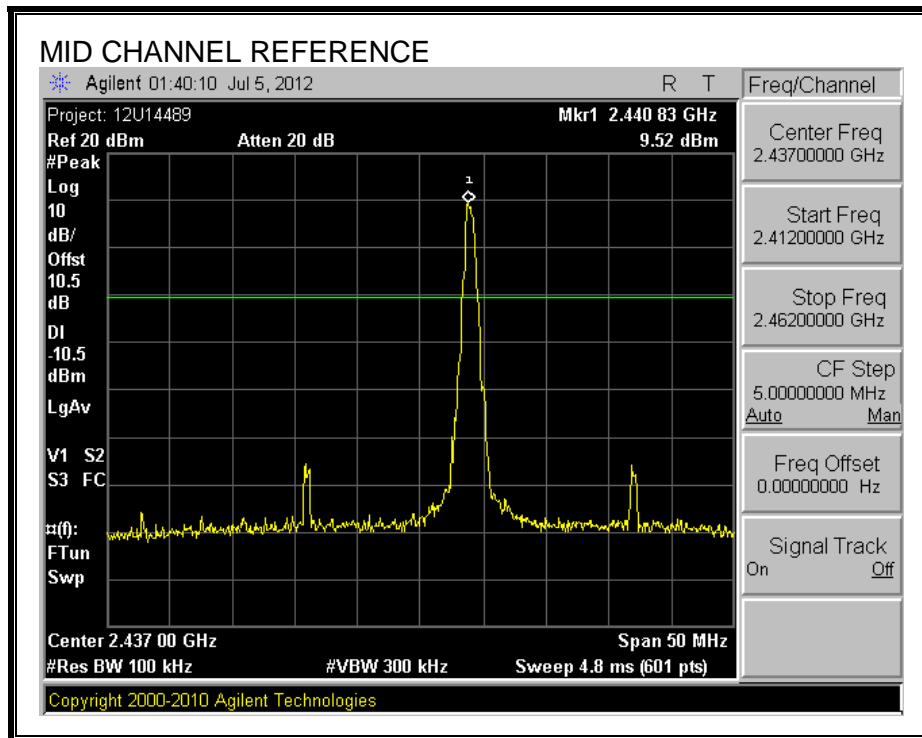 MID CHANNEL REFERENCE
Agilent 01:40:10 Jul 5, 2012 R T
Project: 12U14489 Mkr1 2.440 83 GHz
Ref 20 dBm Atten 20 dB 9.52 dBm
#Peak
Log
10
dB/
Offst
10.5
dB
DI
-10.5
dBm
LgAv
V1 S2
S3 FC
¤(f):
FTun
Swp
1
Center 2.437 00 GHz Span 50 MHz
#Res BW 100 kHz #VBW 300 kHz Sweep 4.8 ms (601 pts)
Copyright 2000-2010 Agilent Technologies
Freq/Channel
Center Freq
2.43700000 GHz
Start Freq
2.41200000 GHz
Stop Freq
2.46200000 GHz
CF Step
5.00000000 MHz
Auto Man
Freq Offset
0.00000000 Hz
Signal Track
On Off